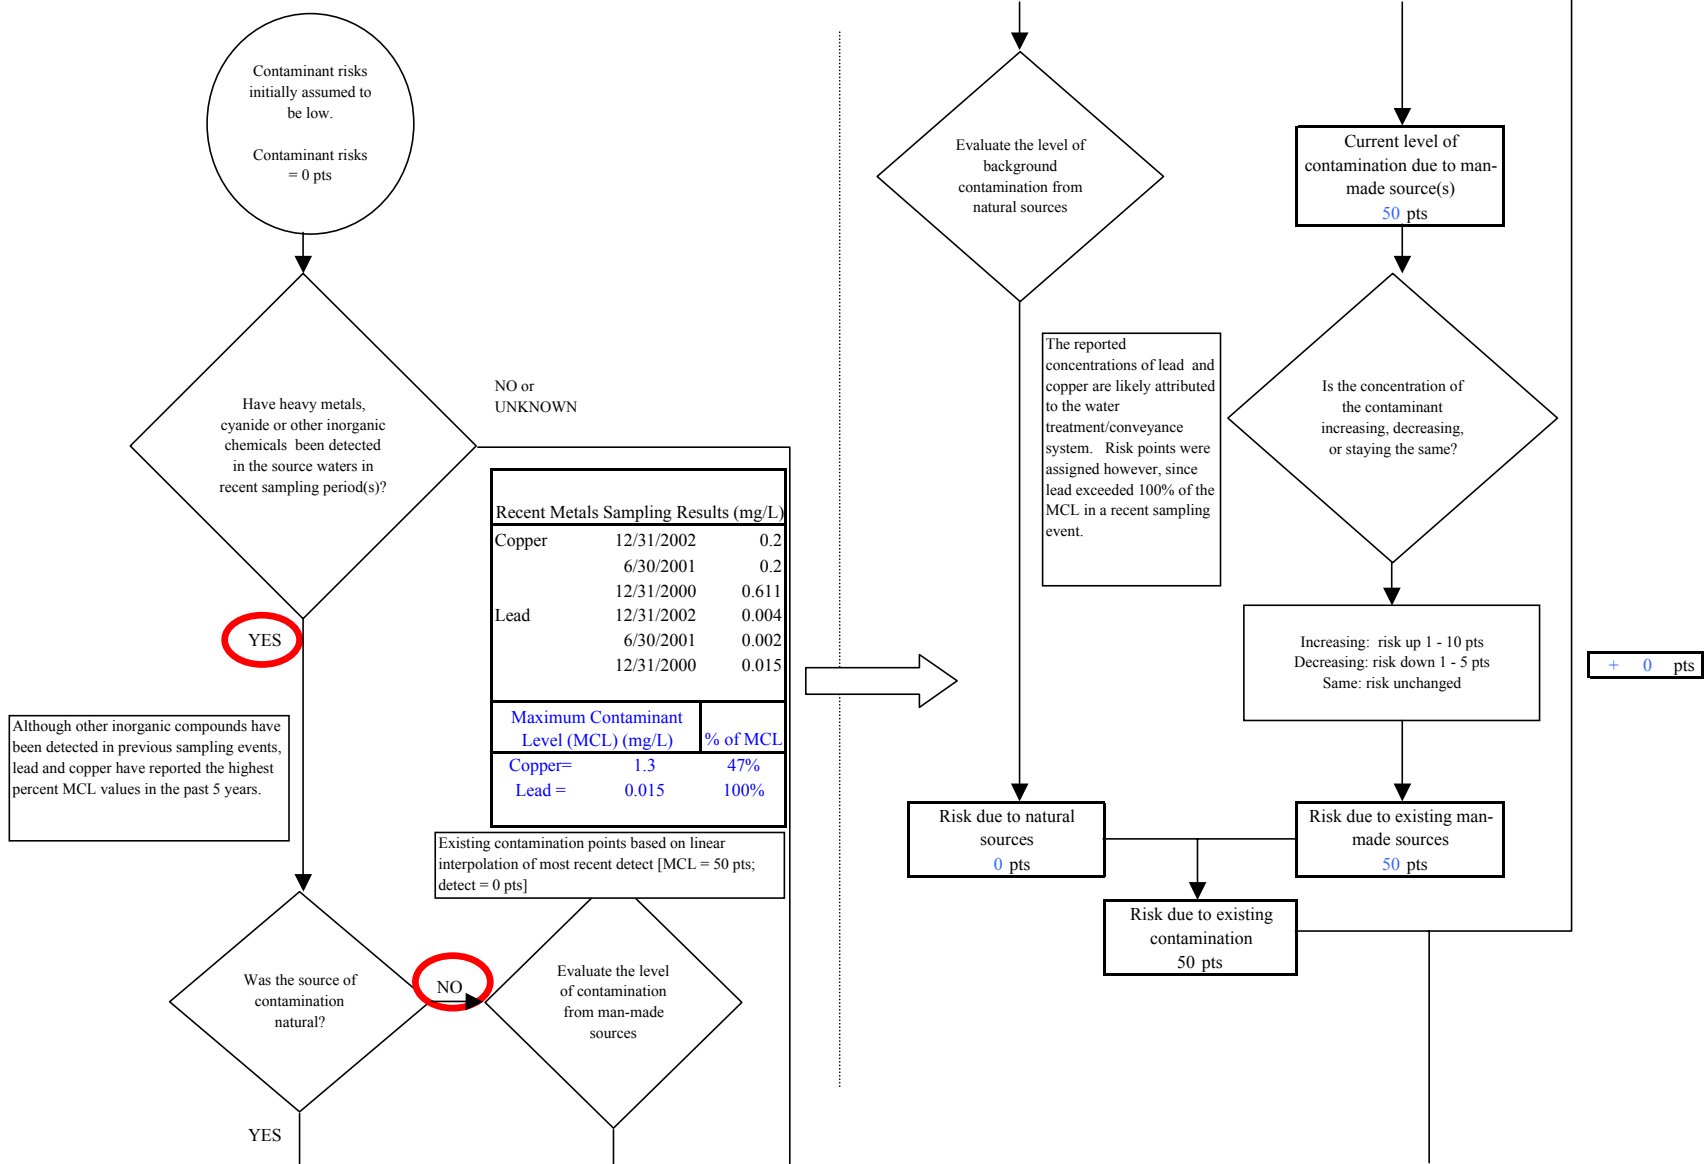 Contaminant risks
initially assumed to
be low.
Contaminant risks
= 0 pts
Have heavy metals,
cyanide or other inorganic
chemicals been detected
in the source waters in
recent sampling period(s)?
NO or
UNKNOWN
YES
Although other inorganic compounds have
been detected in previous sampling events,
lead and copper have reported the highest
percent MCL values in the past 5 years.
Recent Metals Sampling Results (mg/L)
Copper 12/31/2002 0.2
6/30/2001 0.2
12/31/2000 0.611
Lead 12/31/2002 0.004
6/30/2001 0.002
12/31/2000 0.015
Maximum Contaminant
Level (MCL) (mg/L) % of MCL
Copper= 1.3 47%
Lead = 0.015 100%
Existing contamination points based on linear
interpolation of most recent detect [MCL = 50 pts;
detect = 0 pts]
Was the source of
contamination
natural?
NO
Evaluate the level
of contamination
from man-made
sources
YES
Evaluate the level of
background
contamination from
natural sources
The reported
concentrations of lead and
copper are likely attributed
to the water
treatment/conveyance
system. Risk points were
assigned however, since
lead exceeded 100% of the
MCL in a recent sampling
event.
Current level of
contamination due to man-
made source(s)
50 pts
Is the concentration of
the contaminant
increasing, decreasing,
or staying the same?
Increasing: risk up 1 - 10 pts
Decreasing: risk down 1 - 5 pts
Same: risk unchanged
+ 0 pts
Risk due to natural
sources
0 pts
Risk due to existing man-
made sources
50 pts
Risk due to existing
contamination
50 pts